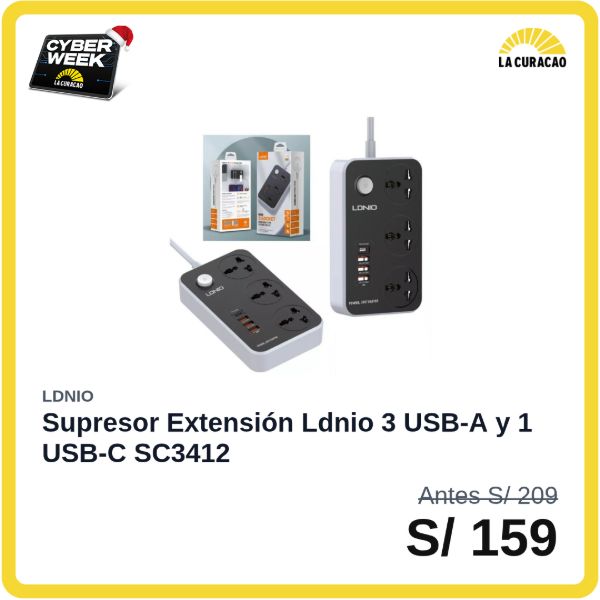 CYBER
WEEK
LA CURACAO
LA CURACAO
LDNIO
LDNIO
LDNIO
Supresor Extensión Ldnio 3 USB-A y 1
USB-C SC3412
Antes S/ 209
S/ 159